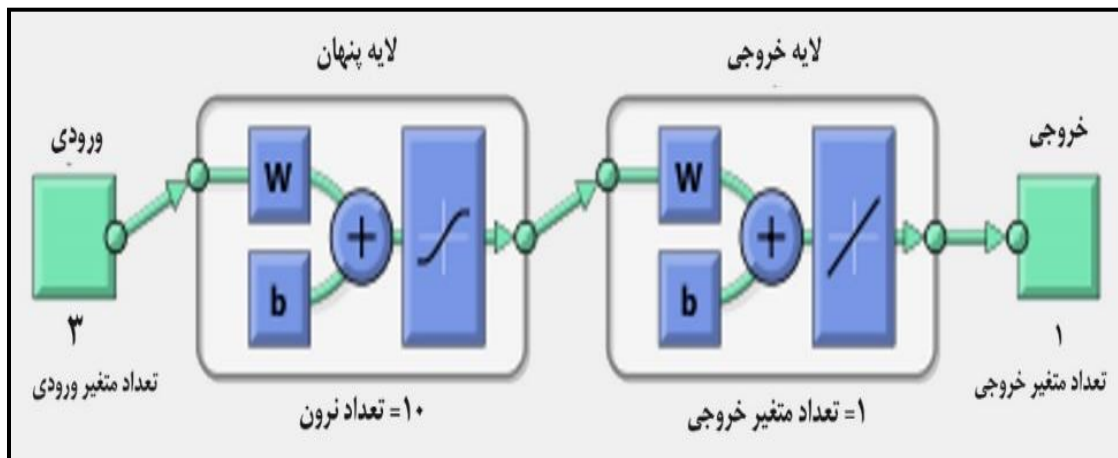 لایه پنهان
لایه خروجی
ورودی
خروجی
W
b
W
b
۳
۱
تعداد متغیر ورودی
تعداد متغیر خروجی
۱۰= تعداد نرون
۱= تعداد متغیر خروجی